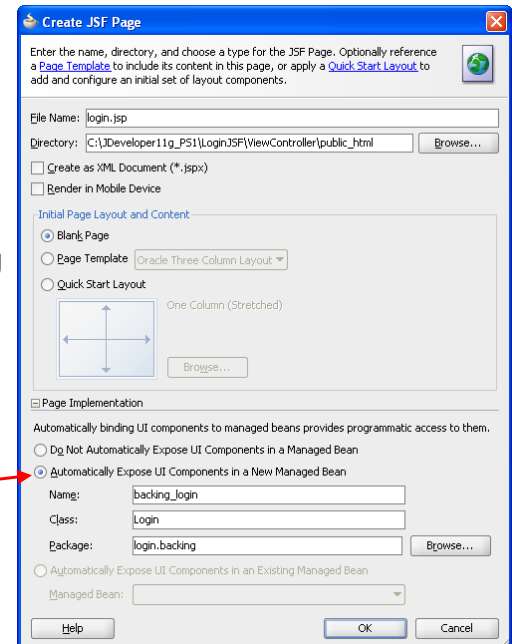 Create JSF Page
Enter the name, directory, and choose a type for the JSF Page. Optionally reference
a Page Template to include its content in this page, or apply a Quick Start Layout to
add and configure an initial set of layout components.
File Name: login.jsp
Directory: C:\JDeveloper11g_PS1\LoginJSF\ViewController\public_html Browse...
Create as XML Document (*.jspx)
Render in Mobile Device
Initial Page Layout and Content
Blank Page
Page Template Oracle Three Column Layout
Quick Start Layout
One Column (Stretched)
Browse...
Page Implementation
Automatically binding UI components to managed beans provides programmatic access to them.
Do Not Automatically Expose UI Components in a Managed Bean
Automatically Expose UI Components in a New Managed Bean
Name: backing_login
Class: Login
Package: login.backing Browse...
Automatically Expose UI Components in an Existing Managed Bean
Managed Bean:
Help OK Cancel